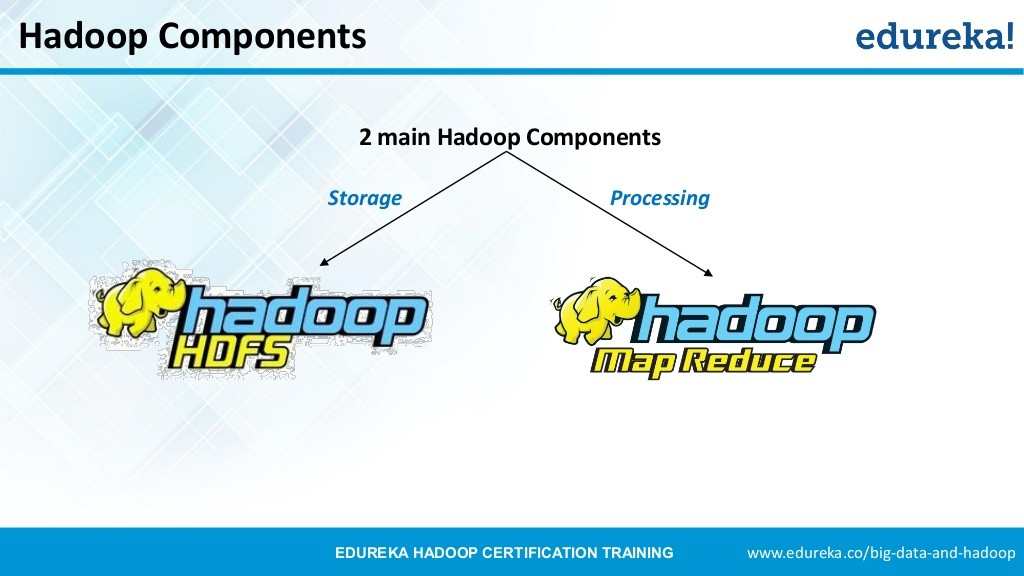 Hadoop Components
edureka!
2 main Hadoop Components
Storage
Processing
hadoop
HDFS
hadoop
Map Reduce
EDUREKA HADOOP CERTIFICATION TRAINING
www.edureka.co/big-data-and-hadoop